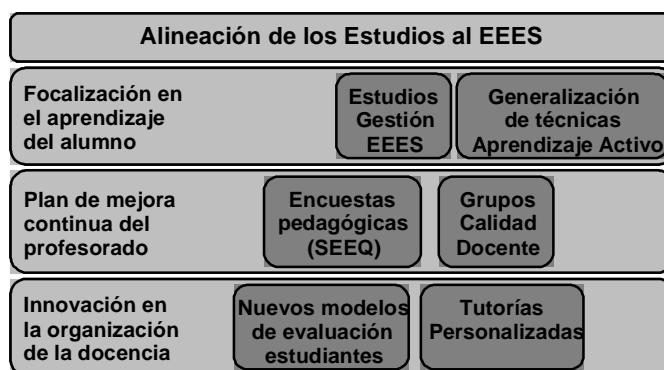 Alineación de los Estudios al EEES
Focalización en
el aprendizaje
del alumno
Estudios
Gestión
EEES
Generalización
de técnicas
Aprendizaje Activo
Plan de mejora
continua del
profesorado
Encuestas
pedagógicas
(SEEQ)
Grupos
Calidad
Docente
Innovación en
la organización
de la docencia
Nuevos modelos
de evaluación
estudiantes
Tutorías
Personalizadas